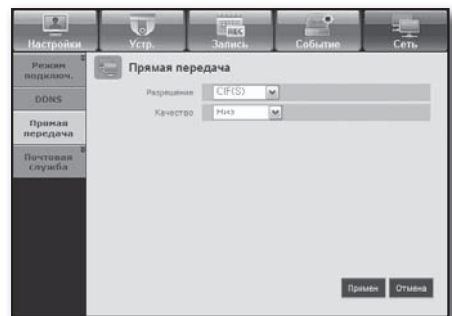 Настройки Устр. Запись Событие Сеть
REC
Режим
подключ.
DDNS
Прямая
передача
Почтовая
служба
Прямая передача
Разрешение CIF(S)
Качество Низ
Примен Отмена